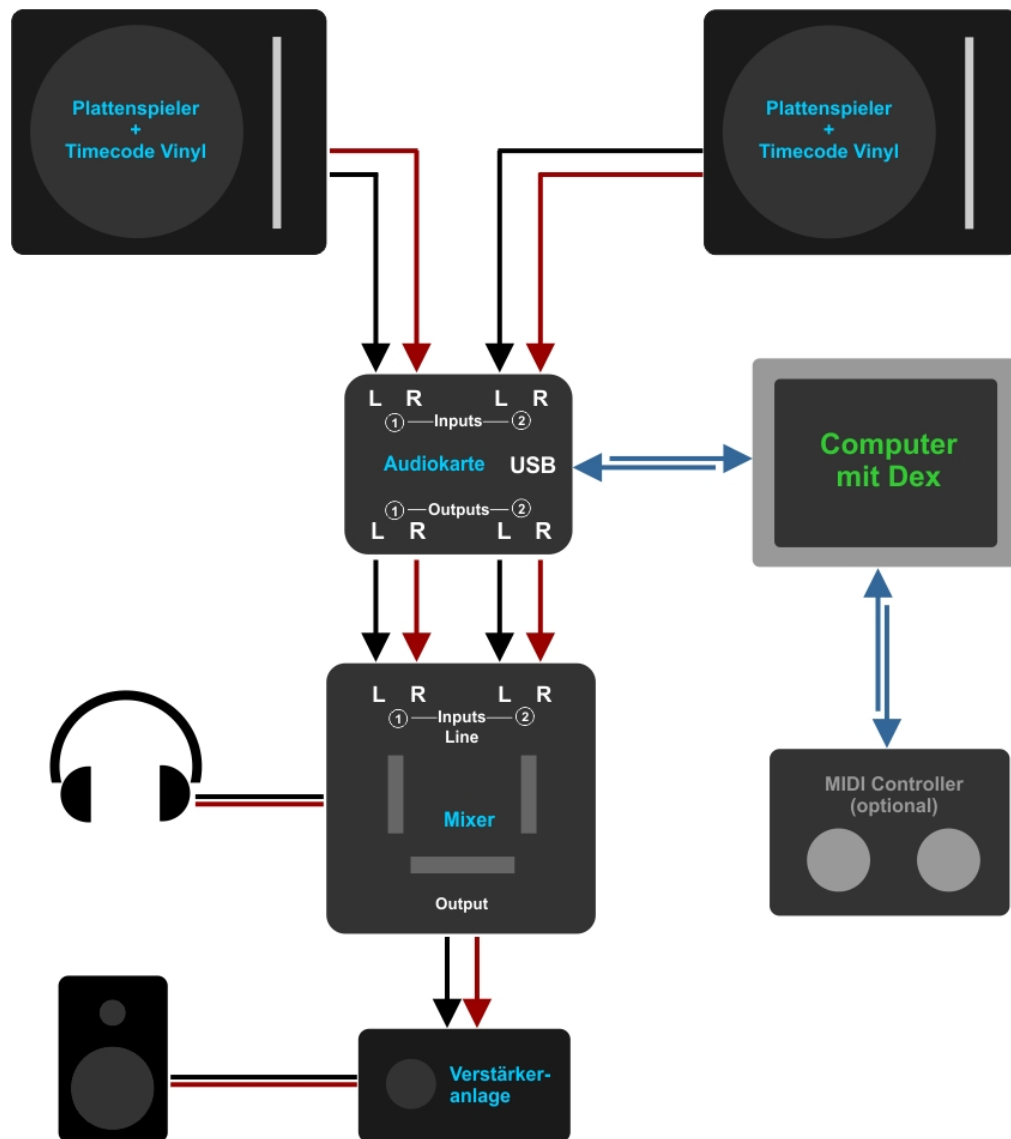 Plattenspieler
+
Timecode Vinyl
Plattenspieler
+
Timecode Vinyl
L R L R
1 Inputs 2
Audiokarte USB
1 Outputs 2
L R L R
Computer
mit Dex
L R L R
1 Inputs 2
Line
Mixer
Output
MIDI Controller
(optional)
Verstärker-
anlage